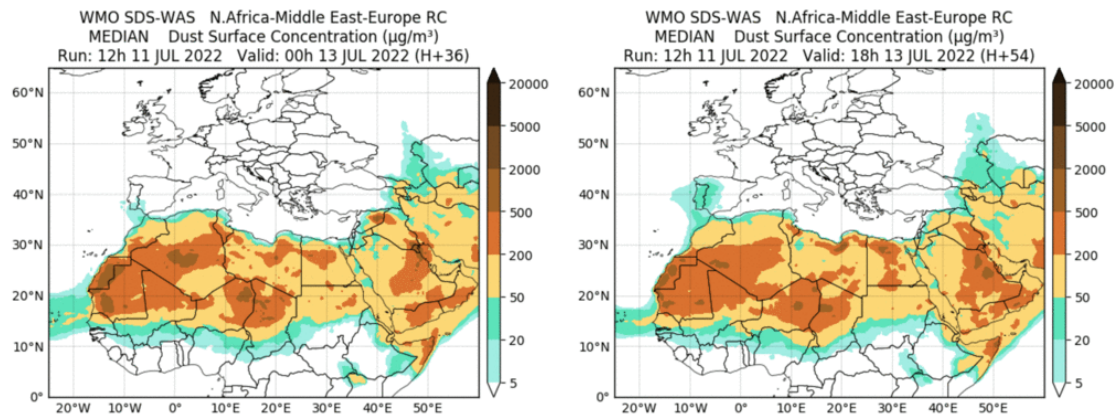 WMO SDS-WAS N.Africa-Middle East-Europe RC
MEDIAN Dust Surface Concentration (µg/m³)
Run: 12h 11 JUL 2022 Valid: 00h 13 JUL 2022 (H+36)
60°N
50°N
40°N
30°N
20°N
10°N
0°
20°W 10°W 0° 10°E 20°E 30°E 40°E 50°E
20000
5000
2000
500
200
50
20
5
WMO SDS-WAS N.Africa-Middle East-Europe RC
MEDIAN Dust Surface Concentration (µg/m³)
Run: 12h 11 JUL 2022 Valid: 18h 13 JUL 2022 (H+54)
60°N
50°N
40°N
30°N
20°N
10°N
0°
20°W 10°W 0° 10°E 20°E 30°E 40°E 50°E
20000
5000
2000
500
200
50
20
5